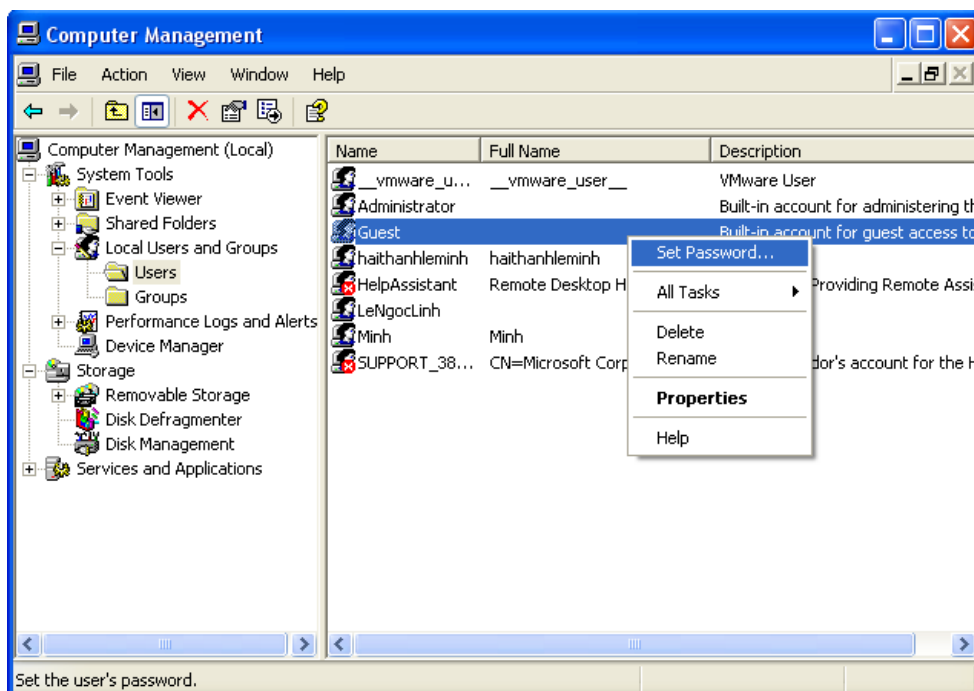 Computer Management
File Action View Window Help
Computer Management (Local)
System Tools
Event Viewer
Shared Folders
Local Users and Groups
Users
Groups
Performance Logs and Alerts
Device Manager
Storage
Removable Storage
Disk Defragmenter
Disk Management
Services and Applications
Name Full Name Description
__vmware_u... __vmware_user__ VMware User
Administrator Built-in account for administering th
Guest Built-in account for guest access to
haithanhleminh haithanhleminh
HelpAssistant Remote Desktop H Providing Remote Assi
LeNgocLinh
Minh Minh
SUPPORT_38... CN=Microsoft Corp dor's account for the H
Set Password...
All Tasks
Delete
Rename
Properties
Help
Set the user's password.